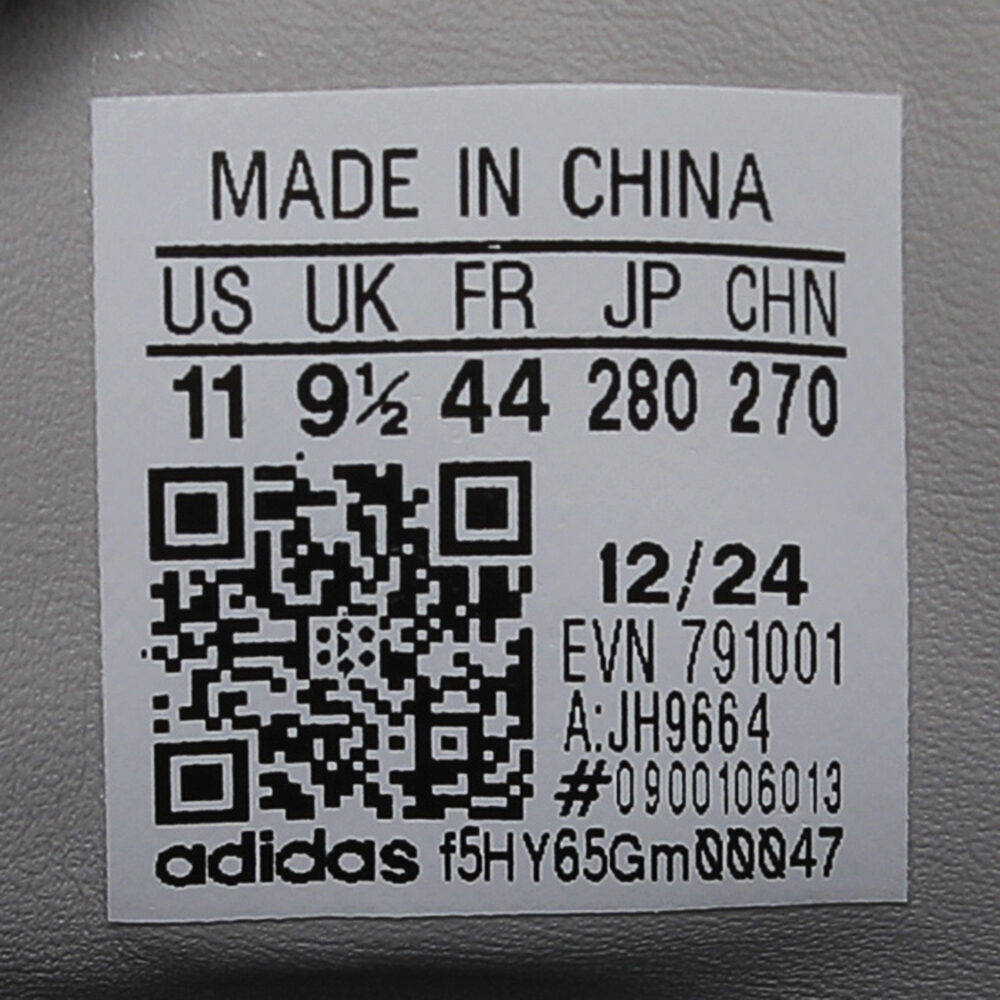 MADE IN CHINA
US UK FR JP CHN
11 9½ 44 280 270
12/24
EVN 791001
A:JH9664
#0900106013
adidas f5HY65Gm00047